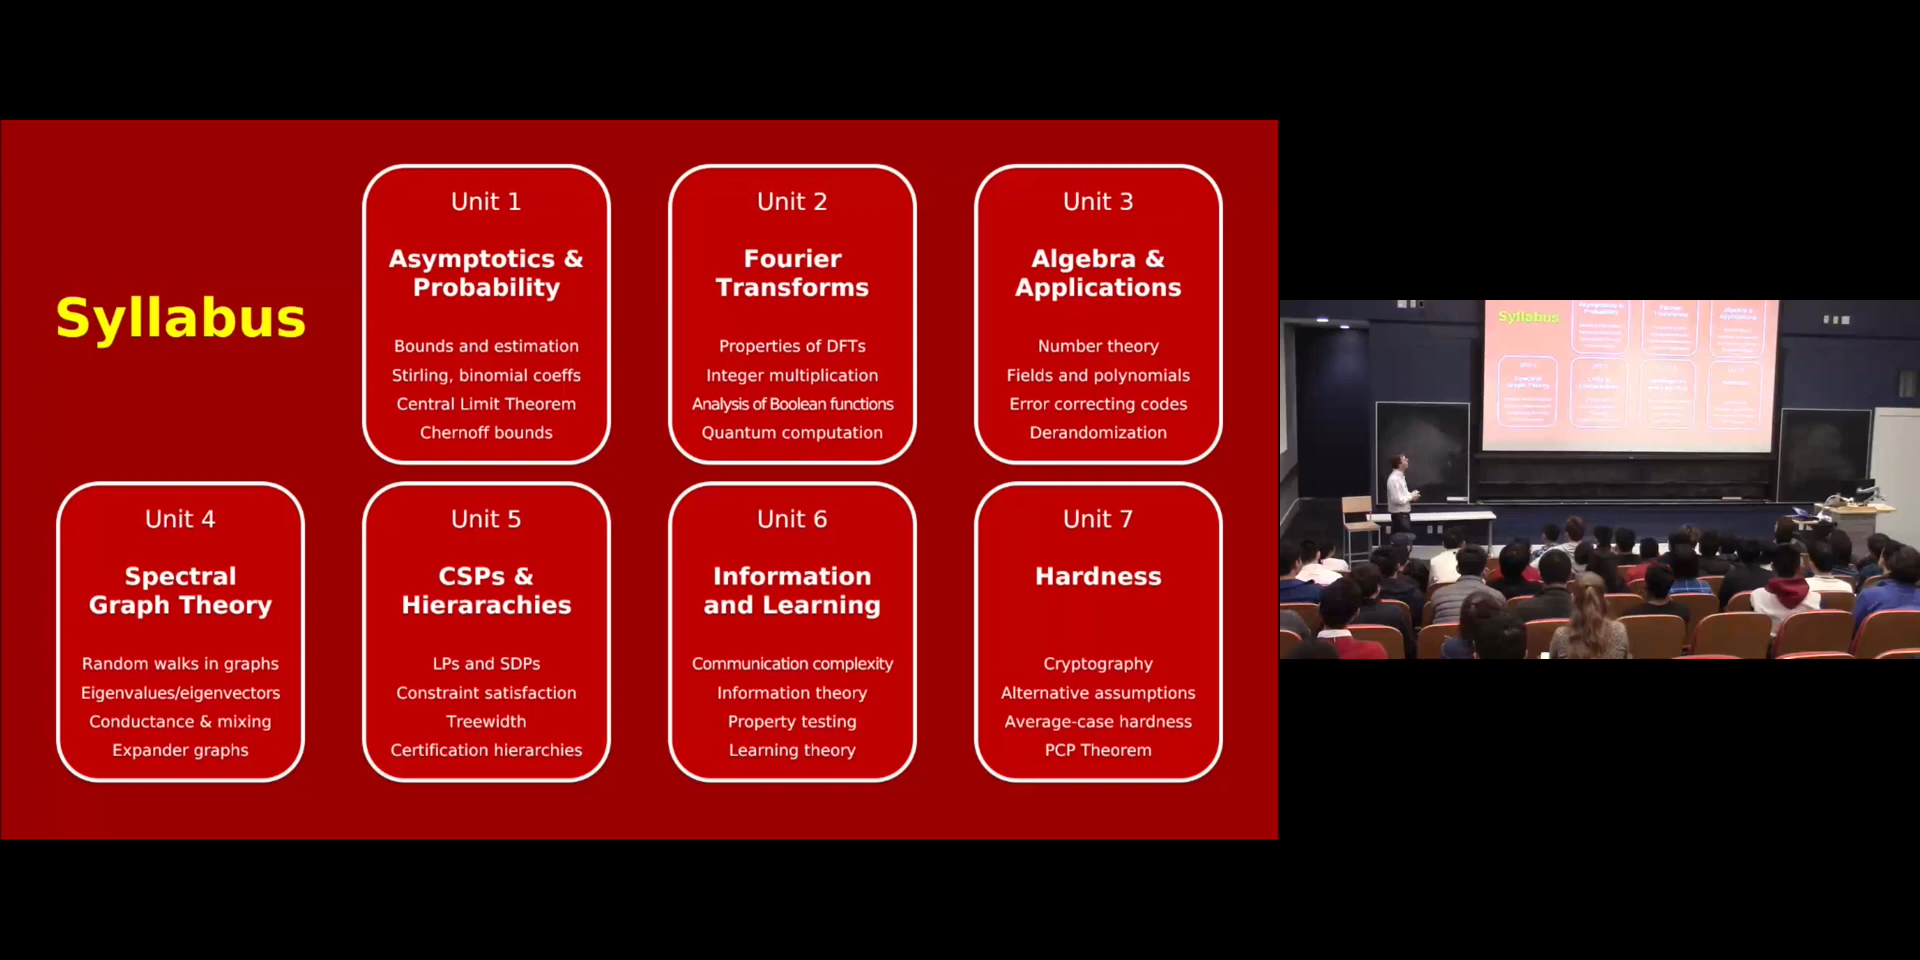 Syllabus
Unit 1
Asymptotics &
Probability
Bounds and estimation
Stirling, binomial coeffs
Central Limit Theorem
Chernoff bounds
Unit 2
Fourier
Transforms
Properties of DFTs
Integer multiplication
Analysis of Boolean functions
Quantum computation
Unit 3
Algebra &
Applications
Number theory
Fields and polynomials
Error correcting codes
Derandomization
Unit 4
Spectral
Graph Theory
Random walks in graphs
Eigenvalues/eigenvectors
Conductance & mixing
Expander graphs
Unit 5
CSPs &
Hierarachies
LPs and SDPs
Constraint satisfaction
Treewidth
Certification hierarchies
Unit 6
Information
and Learning
Communication complexity
Information theory
Property testing
Learning theory
Unit 7
Hardness
Cryptography
Alternative assumptions
Average-case hardness
PCP Theorem
Syllabus